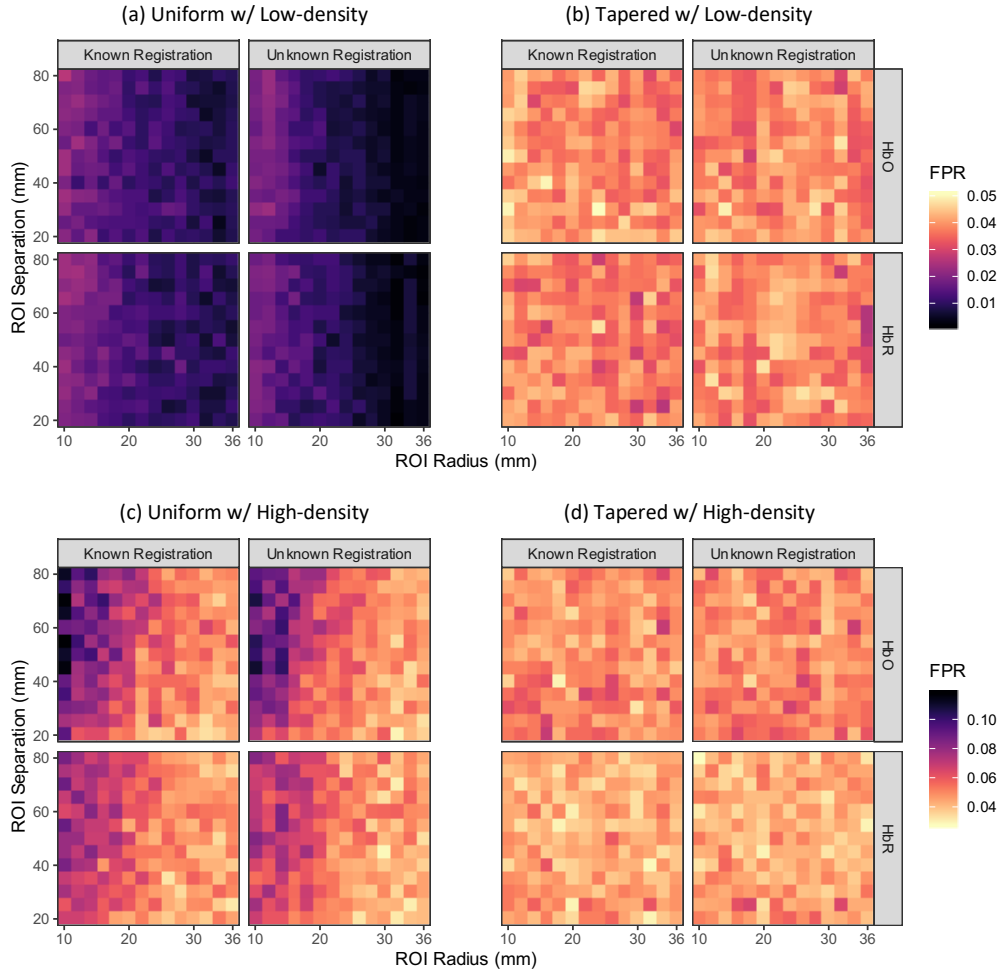 (a) Uniform w/ Low-density
(b) Tapered w/ Low-density
Known Registration
Unknown Registration
Known Registration
Unknown Registration
ROI Separation (mm)
80
60
40
20
HbO
80
60
40
20
HbR
10
20
30
36
10
20
30
36
10
20
30
36
10
20
30
36
ROI Radius (mm)
FPR
0.05
0.04
0.03
0.02
0.01
(c) Uniform w/ High-density
(d) Tapered w/ High-density
Known Registration
Unknown Registration
Known Registration
Unknown Registration
ROI Separation (mm)
80
60
40
20
HbO
80
60
40
20
HbR
10
20
30
36
10
20
30
36
10
20
30
36
10
20
30
36
ROI Radius (mm)
FPR
0.10
0.08
0.06
0.04